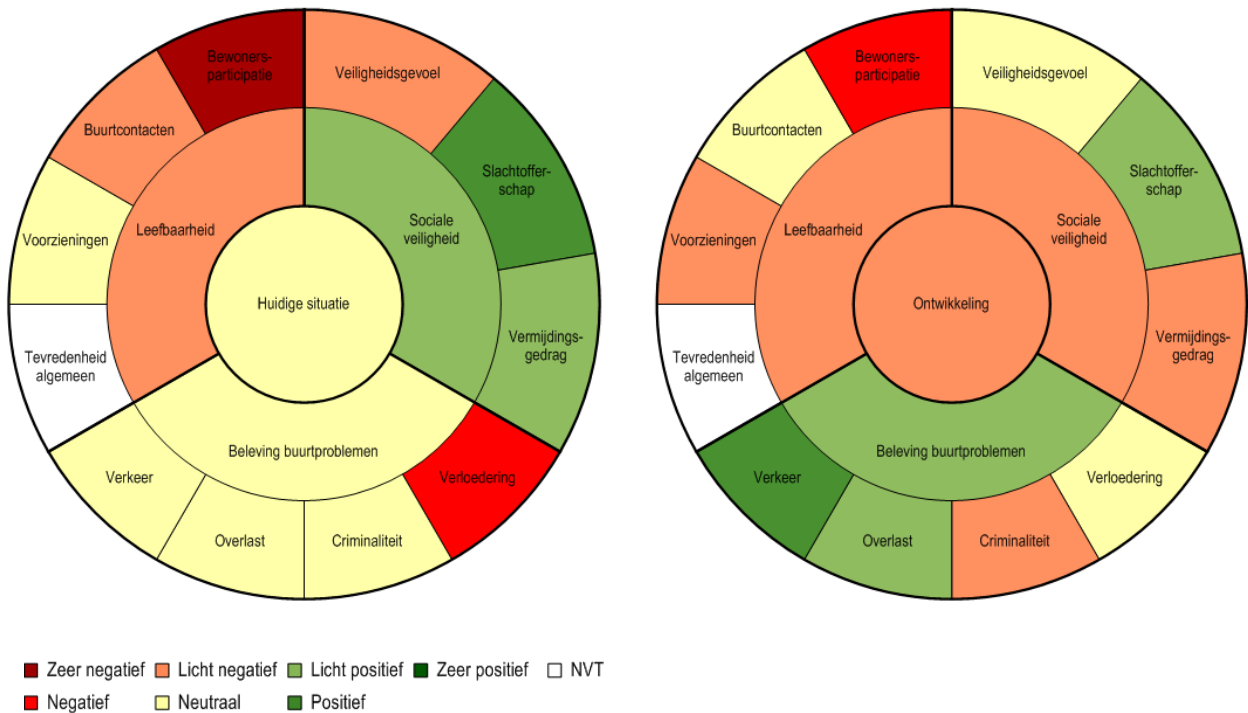 Bewoners-
participatie
Veiligheidsgevoel
Buurtcontacten
Slachtoffer-
schap
Voorzieningen
Leefbaarheid
Sociale
veiligheid
Huidige situatie
Tevredenheid
algemeen
Vermijdings-
gedrag
Beleving buurtproblemen
Verkeer
Verloedering
Overlast
Criminaliteit
Bewoners-
participatie
Veiligheidsgevoel
Buurtcontacten
Slachtoffer-
schap
Voorzieningen
Leefbaarheid
Sociale
veiligheid
Ontwikkeling
Tevredenheid
algemeen
Vermijdings-
gedrag
Beleving buurtproblemen
Verkeer
Verloedering
Overlast
Criminaliteit
Zeer negatief Licht negatief Licht positief Zeer positief NVT
Negatief Neutraal Positief